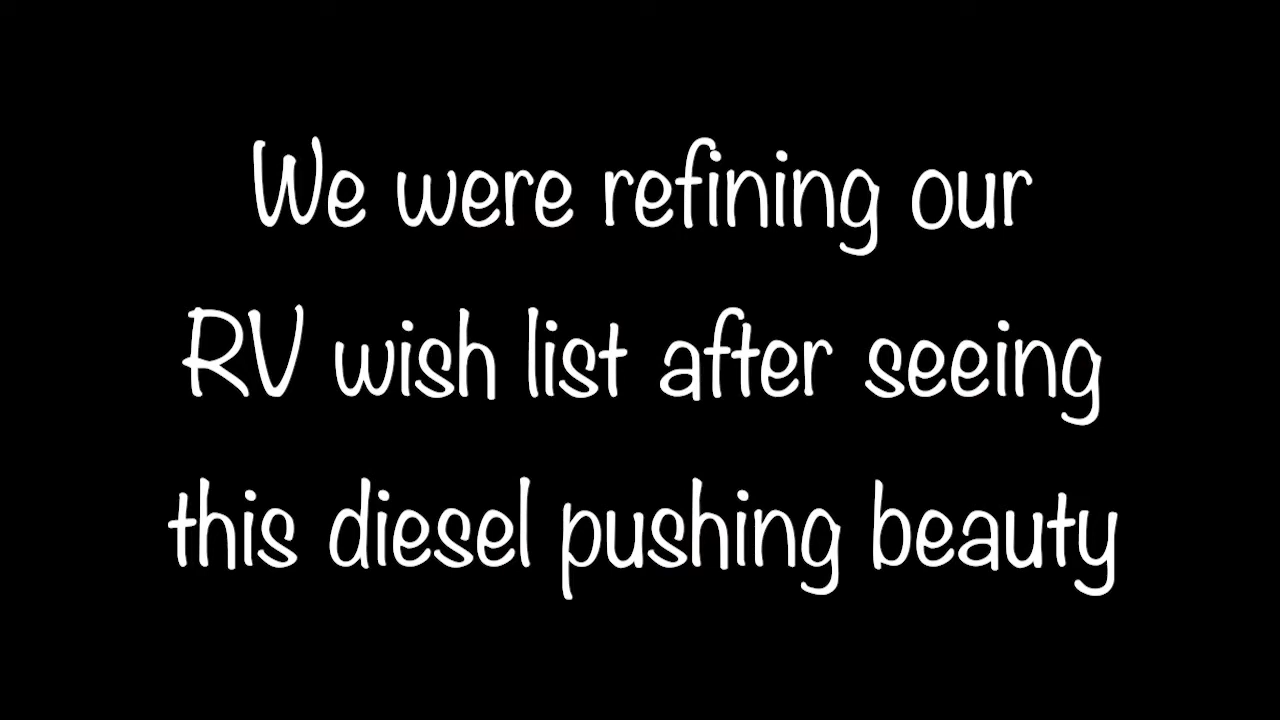 We were refining our
RV wish list after seeing
this diesel pushing beauty